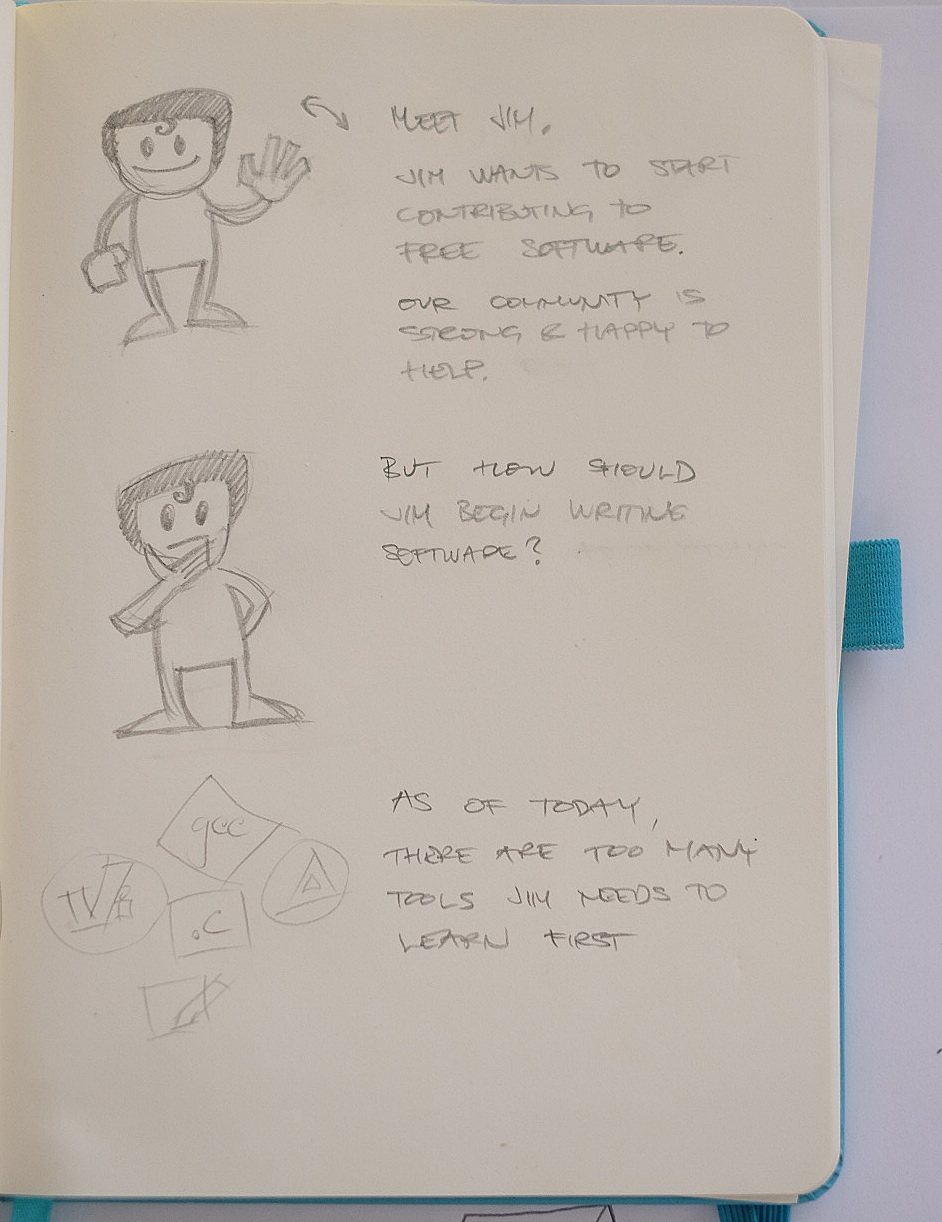 MEET JIM.
JIM WANTS TO START
CONTRIBUTING TO
FREE SOFTWARE.
OUR COMMUNITY IS
STRONG & HAPPY TO
HELP.
BUT HOW SHOULD
JIM BEGIN WRITING
SOFTWARE?
AS OF TODAY,
THERE ARE TOO MANY
TOOLS JIM NEEDS TO
LEARN FIRST
gcc
.C